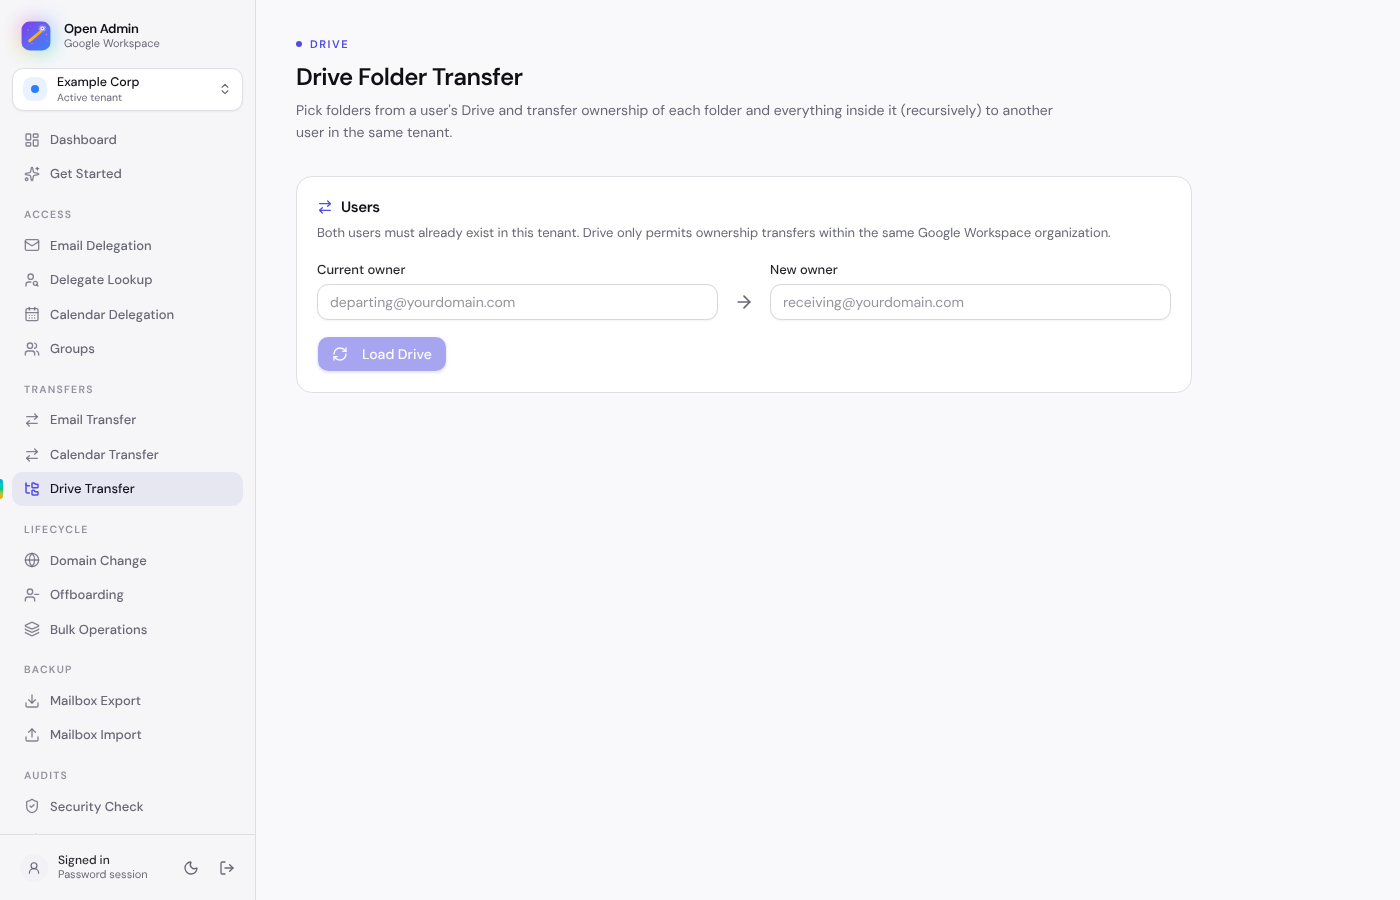 Open Admin
Google Workspace
Example Corp
Active tenant
Dashboard
Get Started
ACCESS
Email Delegation
Delegate Lookup
Calendar Delegation
Groups
TRANSFERS
Email Transfer
Calendar Transfer
Drive Transfer
LIFECYCLE
Domain Change
Offboarding
Bulk Operations
BACKUP
Mailbox Export
Mailbox Import
AUDITS
Security Check
Signed in
Password session
DRIVE
Drive Folder Transfer
Pick folders from a user's Drive and transfer ownership of each folder and everything inside it (recursively) to another
user in the same tenant.
Users
Both users must already exist in this tenant. Drive only permits ownership transfers within the same Google Workspace organization.
Current owner
New owner
departing@yourdomain.com
receiving@yourdomain.com
Load Drive